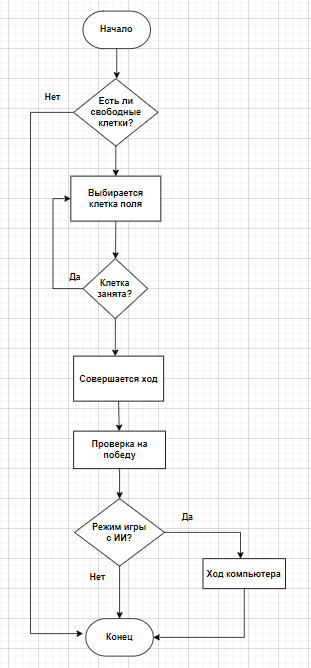 Начало
Нет
Есть ли
свободные
клетки?
Выбирается
клетка поля
Да
Клетка
занята?
Совершается ход
Проверка на
победу
Режим игры
с ИИ?
Да
Нет
Ход компьютера
Конец